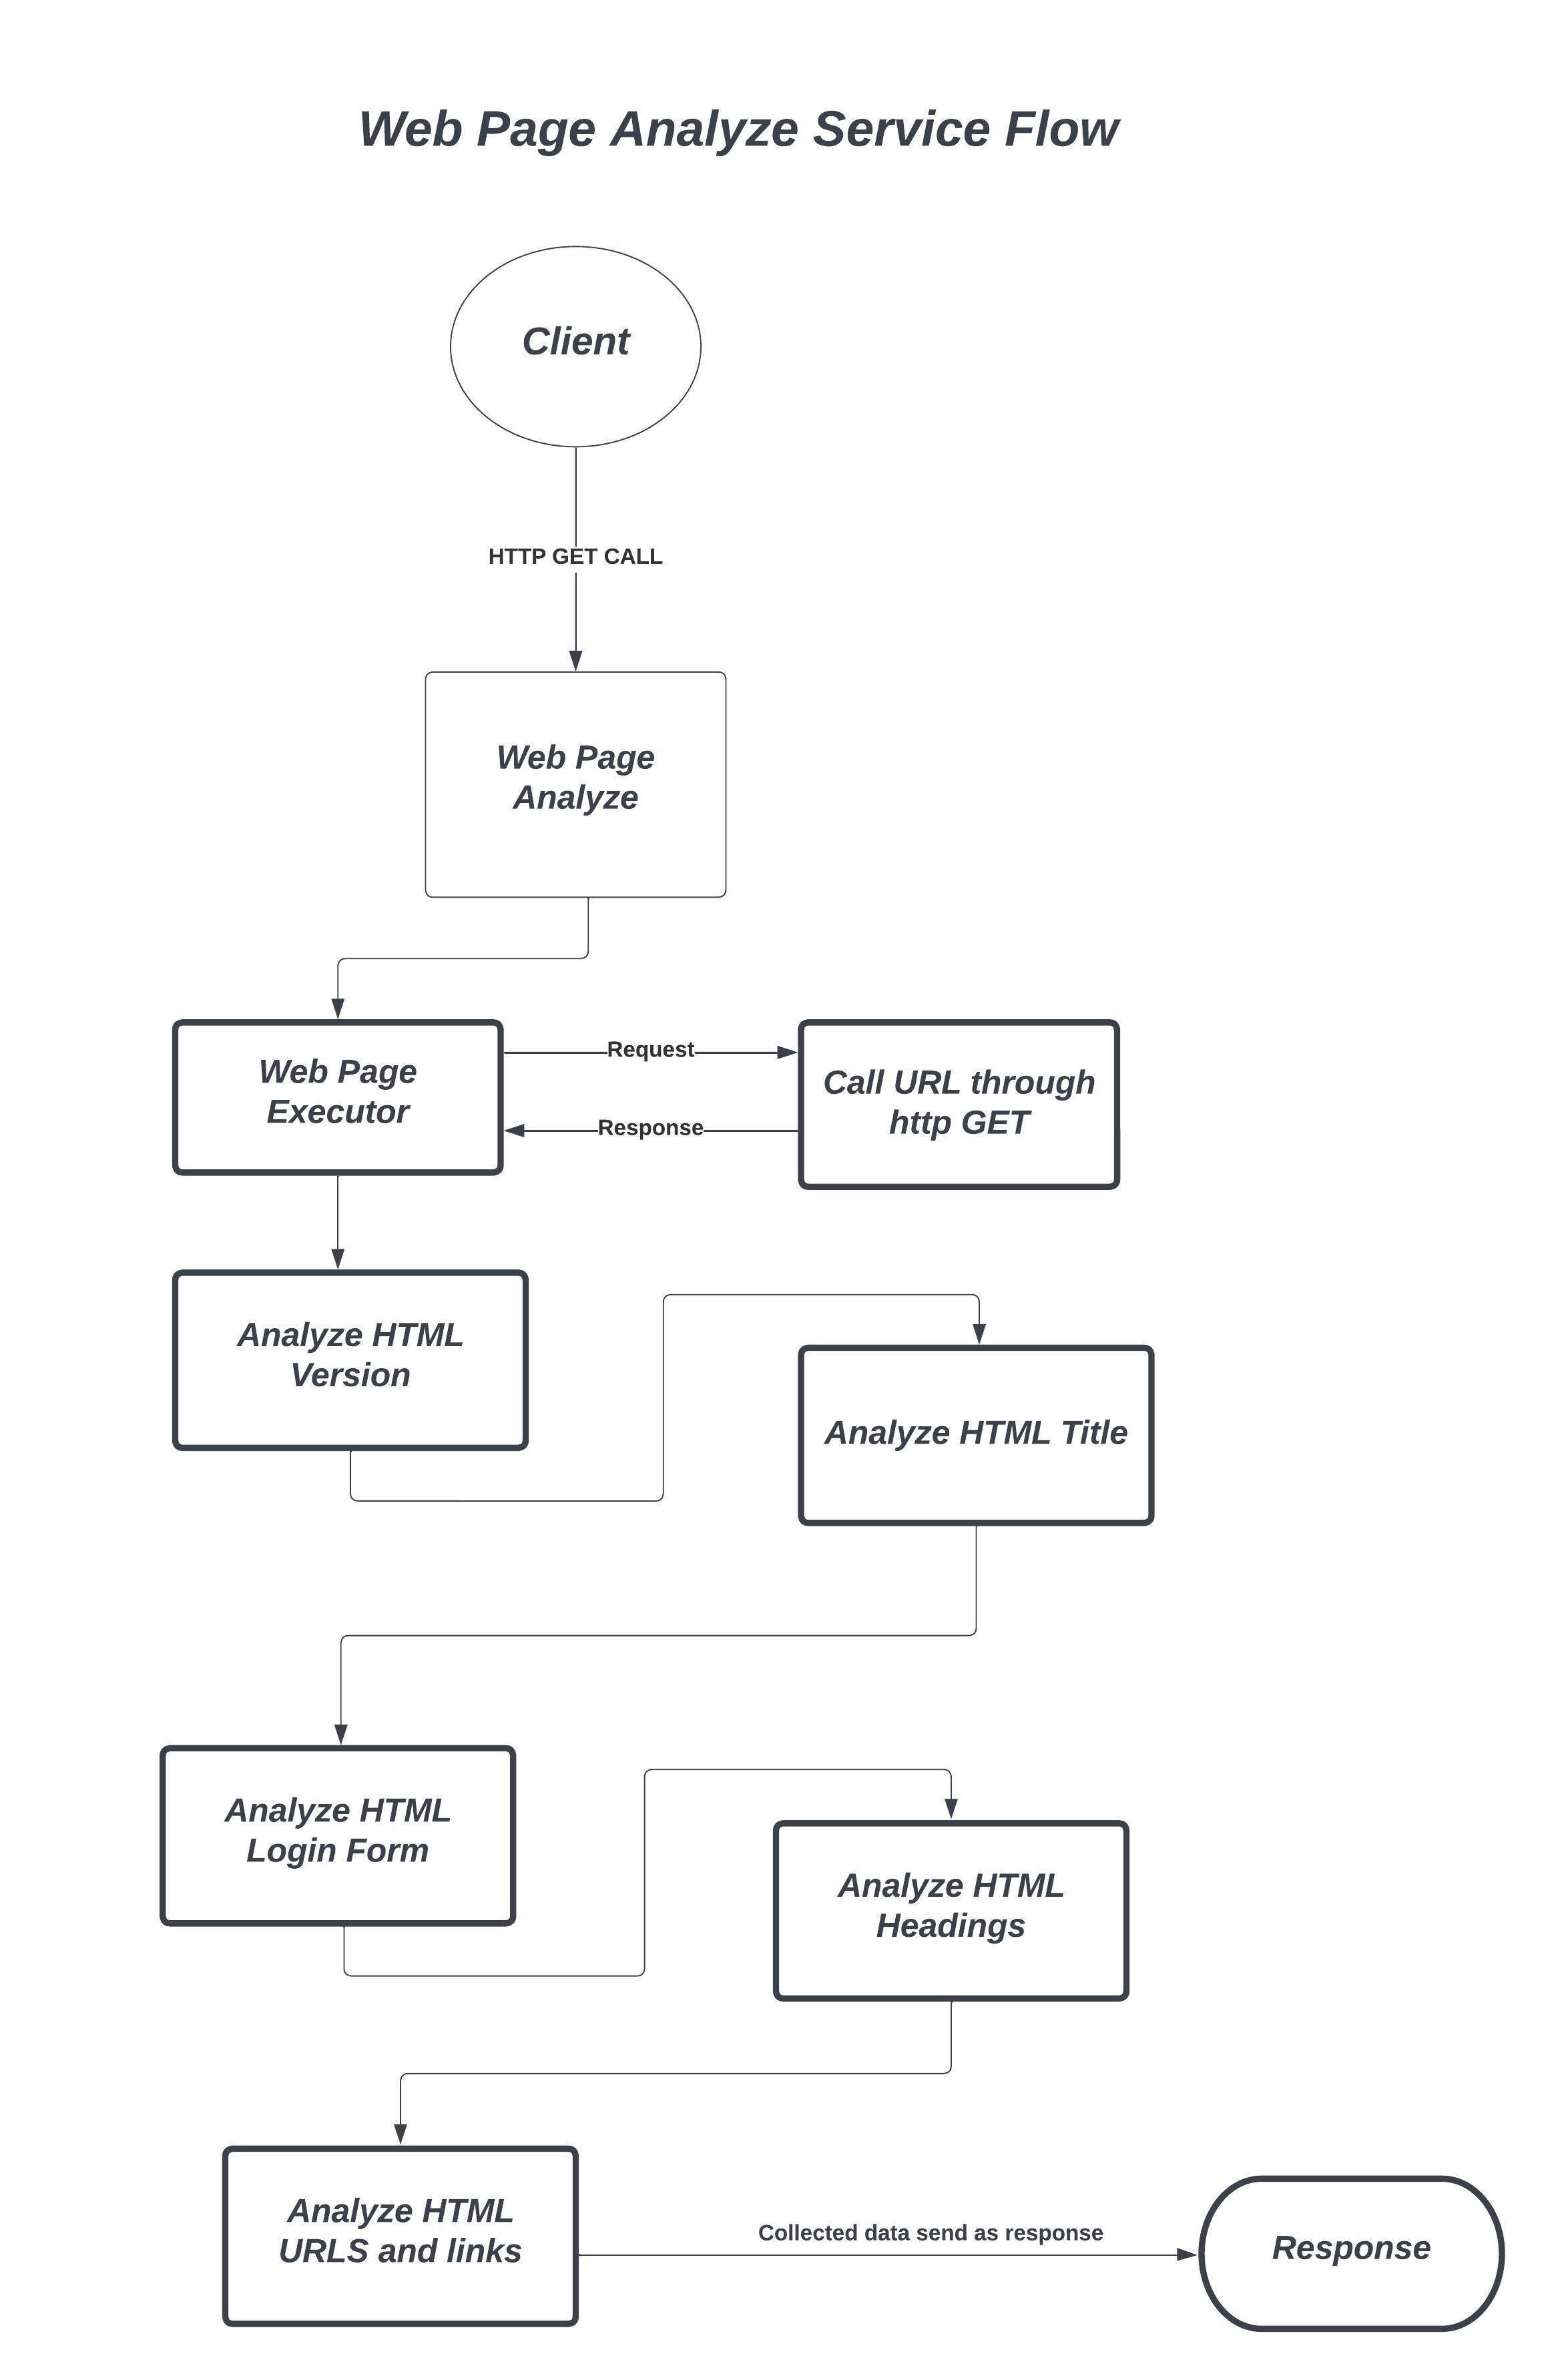 Web Page Analyze Service Flow
Client
HTTP GET CALL
Web Page
Analyze
Web Page
Executor
Request
Response
Call URL through
http GET
Analyze HTML
Version
Analyze HTML Title
Analyze HTML
Login Form
Analyze HTML
Headings
Analyze HTML
URLS and links
Collected data send as response
Response